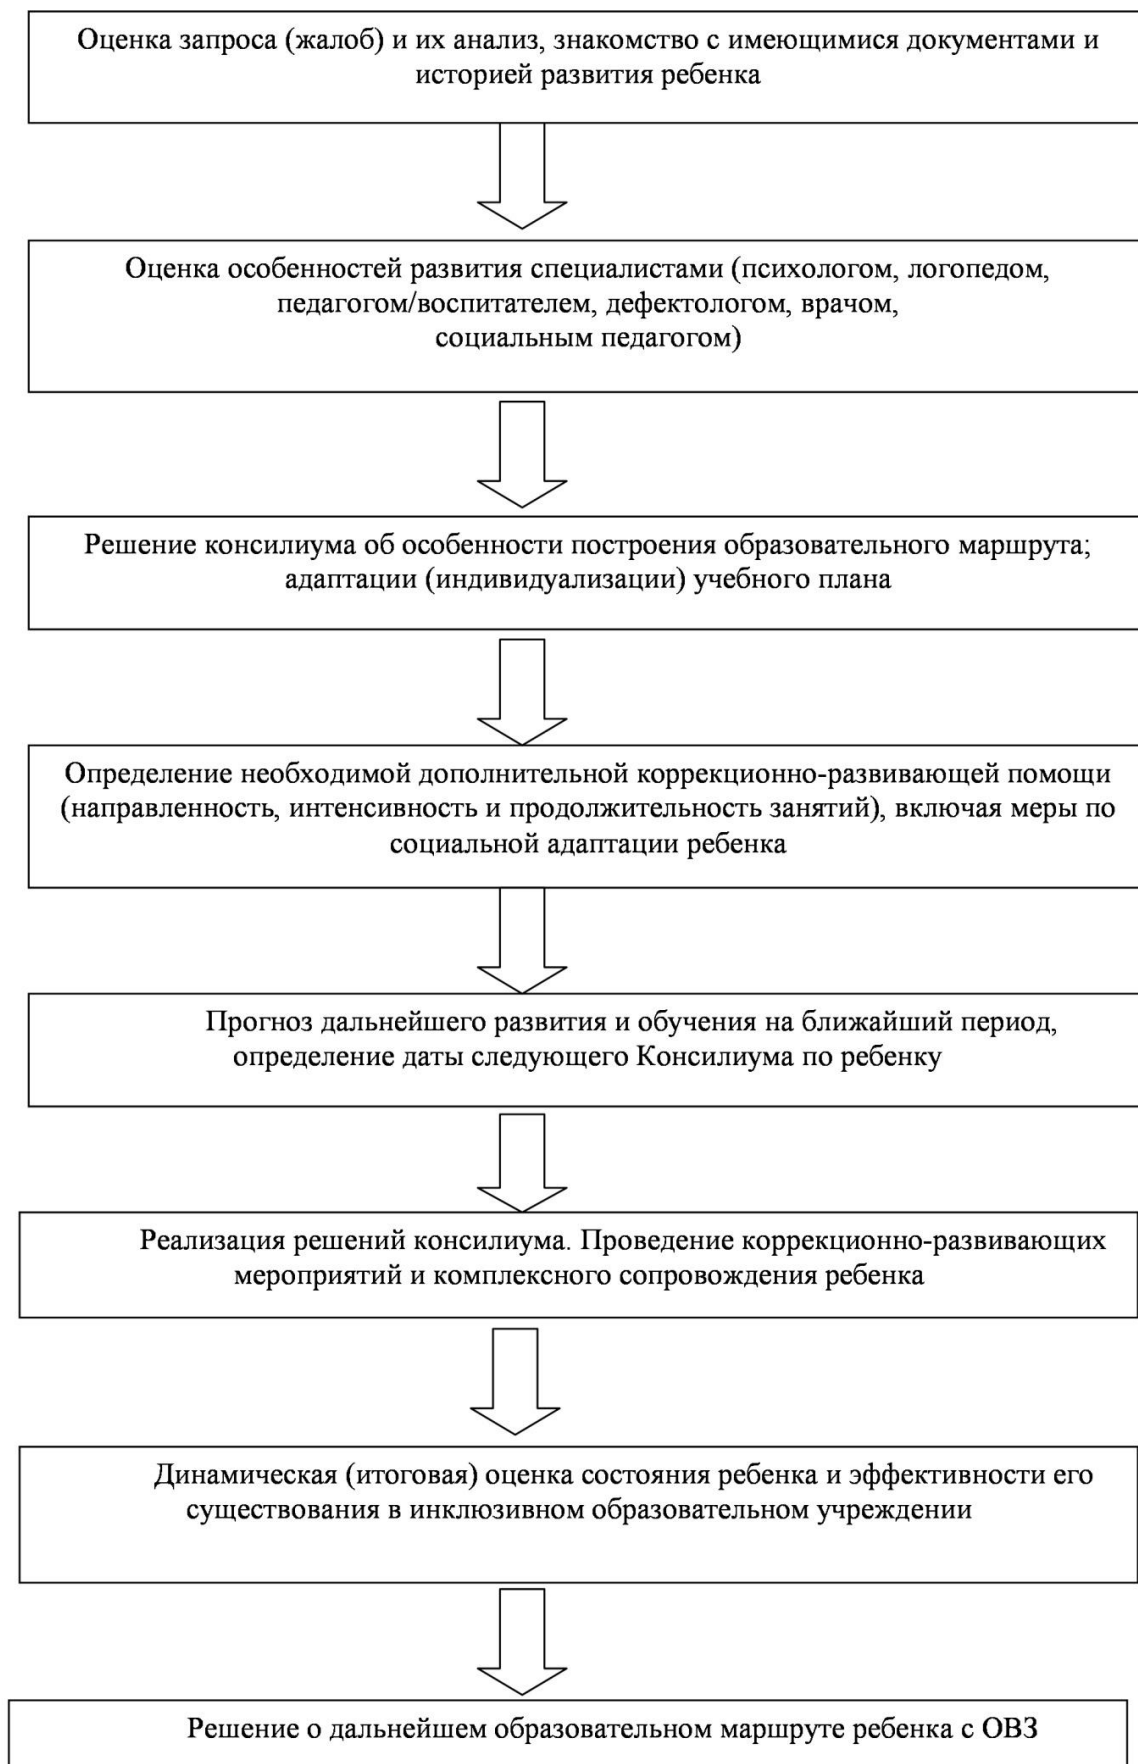 Оценка запроса (жалоб) и их анализ, знакомство с имеющимися документами и
историей развития ребенка
Оценка особенностей развития специалистами (психологом, логопедом,
педагогом/воспитателем, дефектологом, врачом,
социальным педагогом)
Решение консилиума об особенности построения образовательного маршрута;
адаптации (индивидуализации) учебного плана
Определение необходимой дополнительной коррекционно-развивающей помощи
(направленность, интенсивность и продолжительность занятий), включая меры по
социальной адаптации ребенка
Прогноз дальнейшего развития и обучения на ближайший период,
определение даты следующего Консилиума по ребенку
Реализация решений консилиума. Проведение коррекционно-развивающих
мероприятий и комплексного сопровождения ребенка
Динамическая (итоговая) оценка состояния ребенка и эффективности его
существования в инклюзивном образовательном учреждении
Решение о дальнейшем образовательном маршруте ребенка с ОВЗ